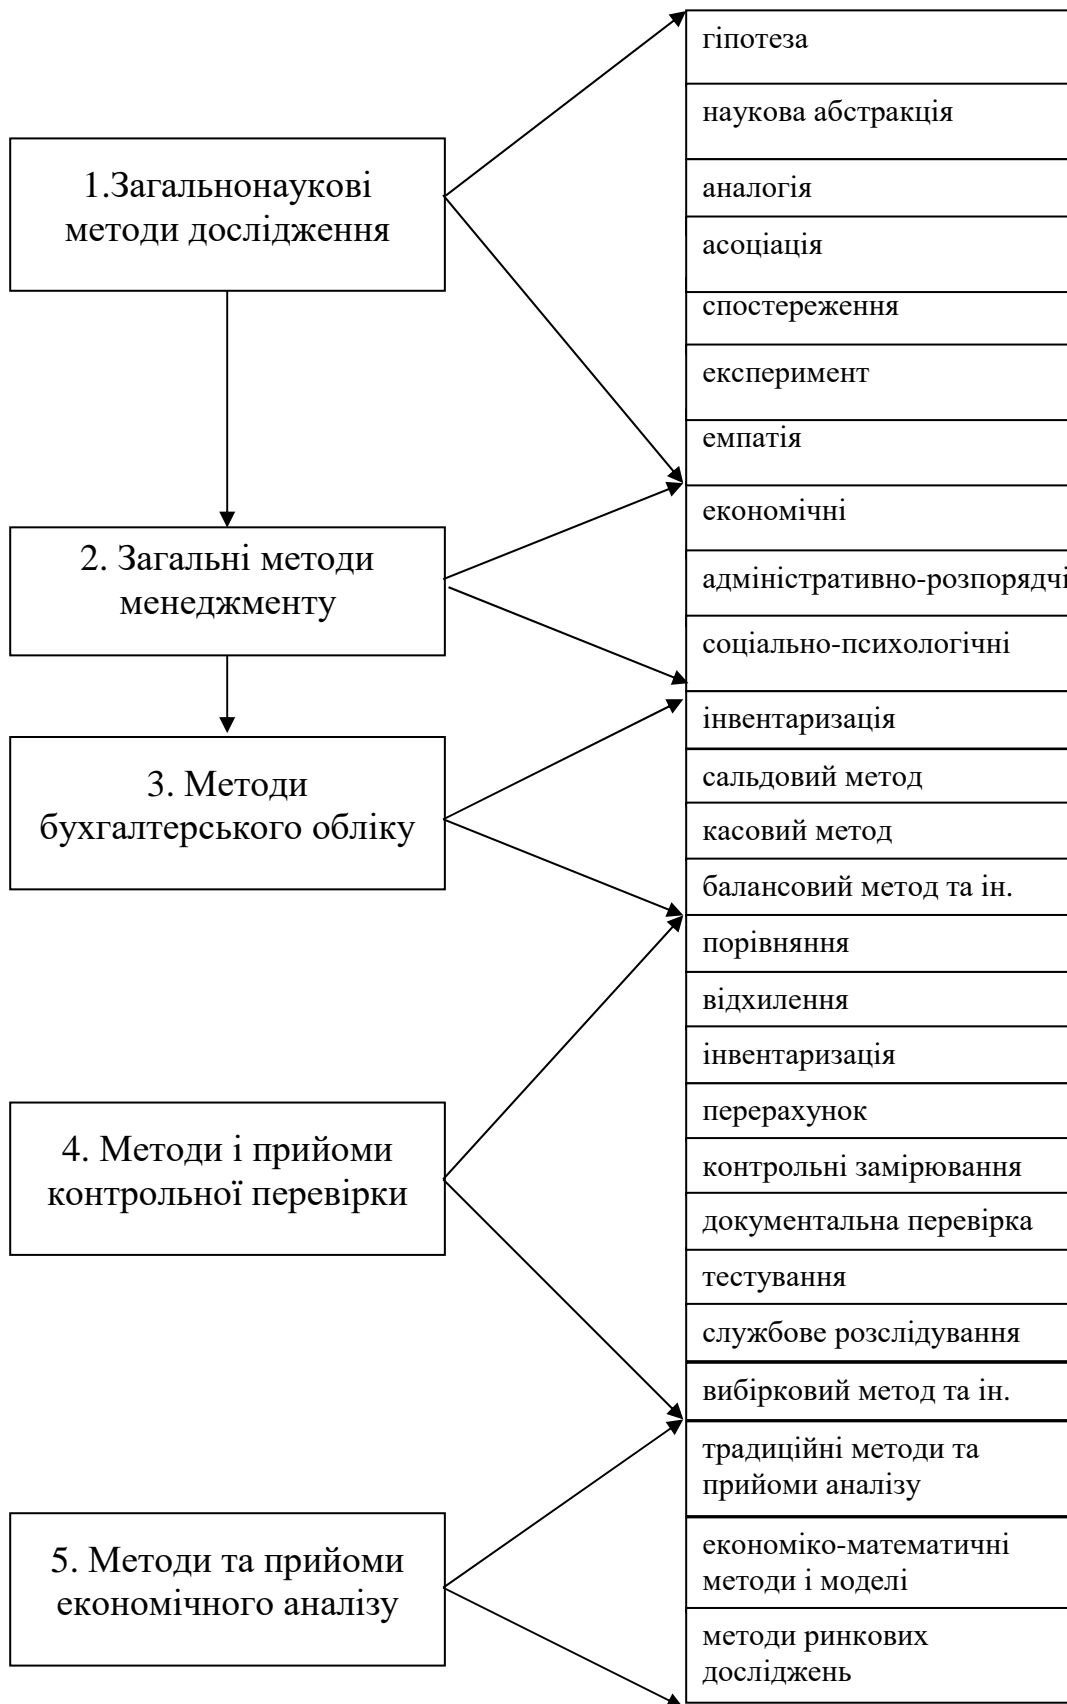 1.Загальнонаукові
методи дослідження
гіпотеза
наукова абстракція
аналогія
асоціація
спостереження
експеримент
емпатія
2. Загальні методи
менеджменту
економічні
адміністративно-розпорядчі
соціально-психологічні
3. Методи
бухгалтерського обліку
інвентаризація
сальдовий метод
касовий метод
балансовий метод та ін.
4. Методи і прийоми
контрольної перевірки
порівняння
відхилення
інвентаризація
перерахунок
контрольні замірювання
документальна перевірка
тестування
службове розслідування
вибірковий метод та ін.
5. Методи та прийоми
економічного аналізу
традиційні методи та
прийоми аналізу
економіко-математичні
методи і моделі
методи ринкових
досліджень